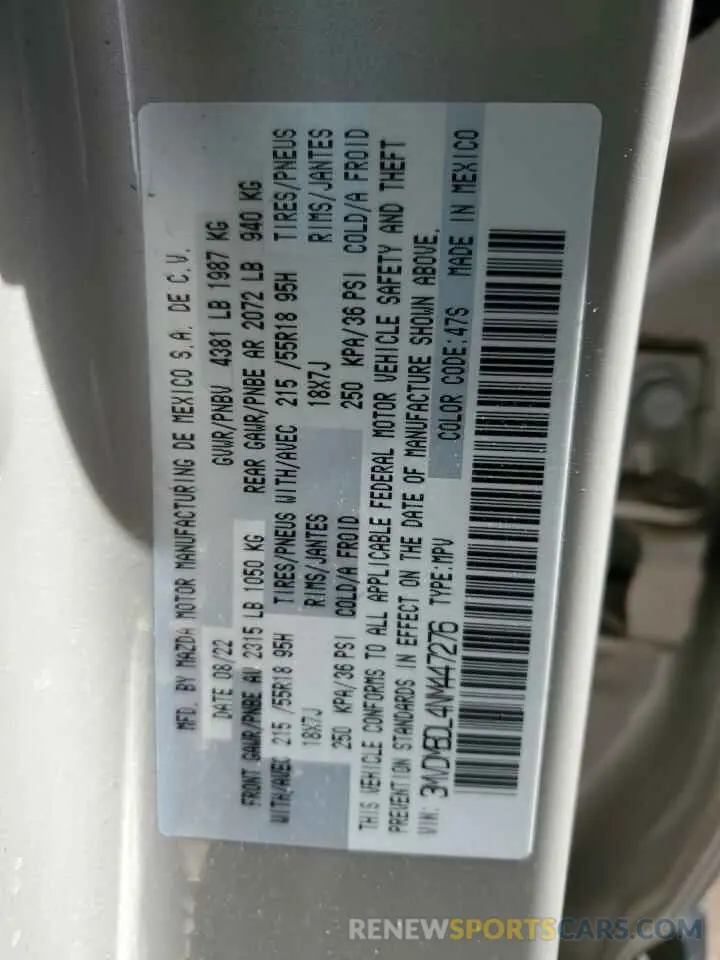 MFD. BY MAZDA MOTOR MANUFACTURING DE MEXICO S.A. DE C.V.
DATE 08/22 GVWR/PNBV 4381 LB 1987 KG
FRONT GAWR/PNBE AV 2315 LB 1050 KG REAR GAWR/PNBE AR 2072 LB 940 KG
WITH/AVEC 215 /55R18 95H TIRES/PNEUS WITH/AVEC 215 /55R18 95H TIRES/PNEUS
18X7J RIMS/JANTES 18X7J RIMS/JANTES
250 KPA/36 PSI COLD/A FROID 250 KPA/36 PSI COLD/A FROID
THIS VEHICLE CONFORMS TO ALL APPLICABLE FEDERAL MOTOR VEHICLE SAFETY AND THEFT
PREVENTION STANDARDS IN EFFECT ON THE DATE OF MANUFACTURE SHOWN ABOVE.
VIN: 3MVDMBDL4NM447276 TYPE:MPV COLOR CODE:47S MADE IN MEXICO
RENEWSPORTSCARS.COM